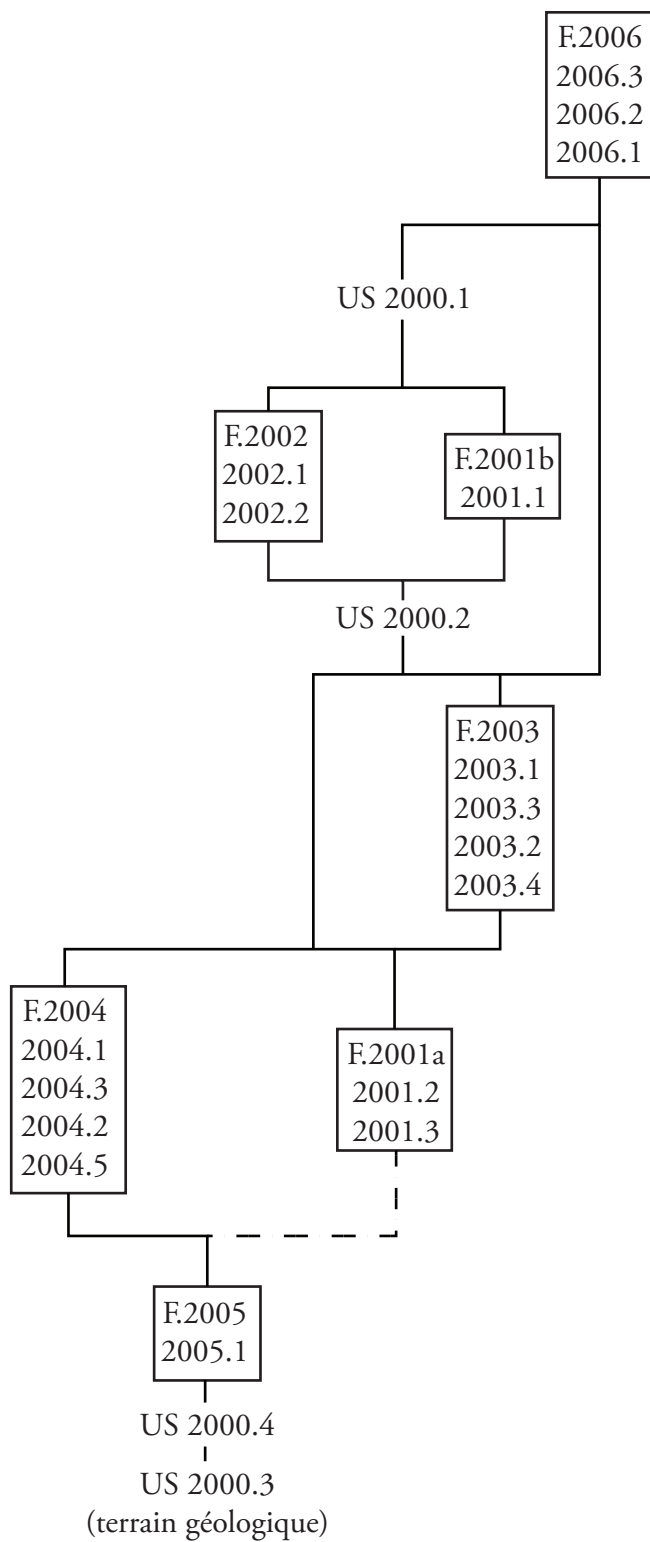 F.2006
2006.3
2006.2
2006.1
US 2000.1
F.2002
2002.1
2002.2
F.2001b
2001.1
US 2000.2
F.2003
2003.1
2003.3
2003.2
2003.4
F.2004
2004.1
2004.3
2004.2
2004.5
F.2001a
2001.2
2001.3
F.2005
2005.1
US 2000.4
US 2000.3
(terrain géologique)